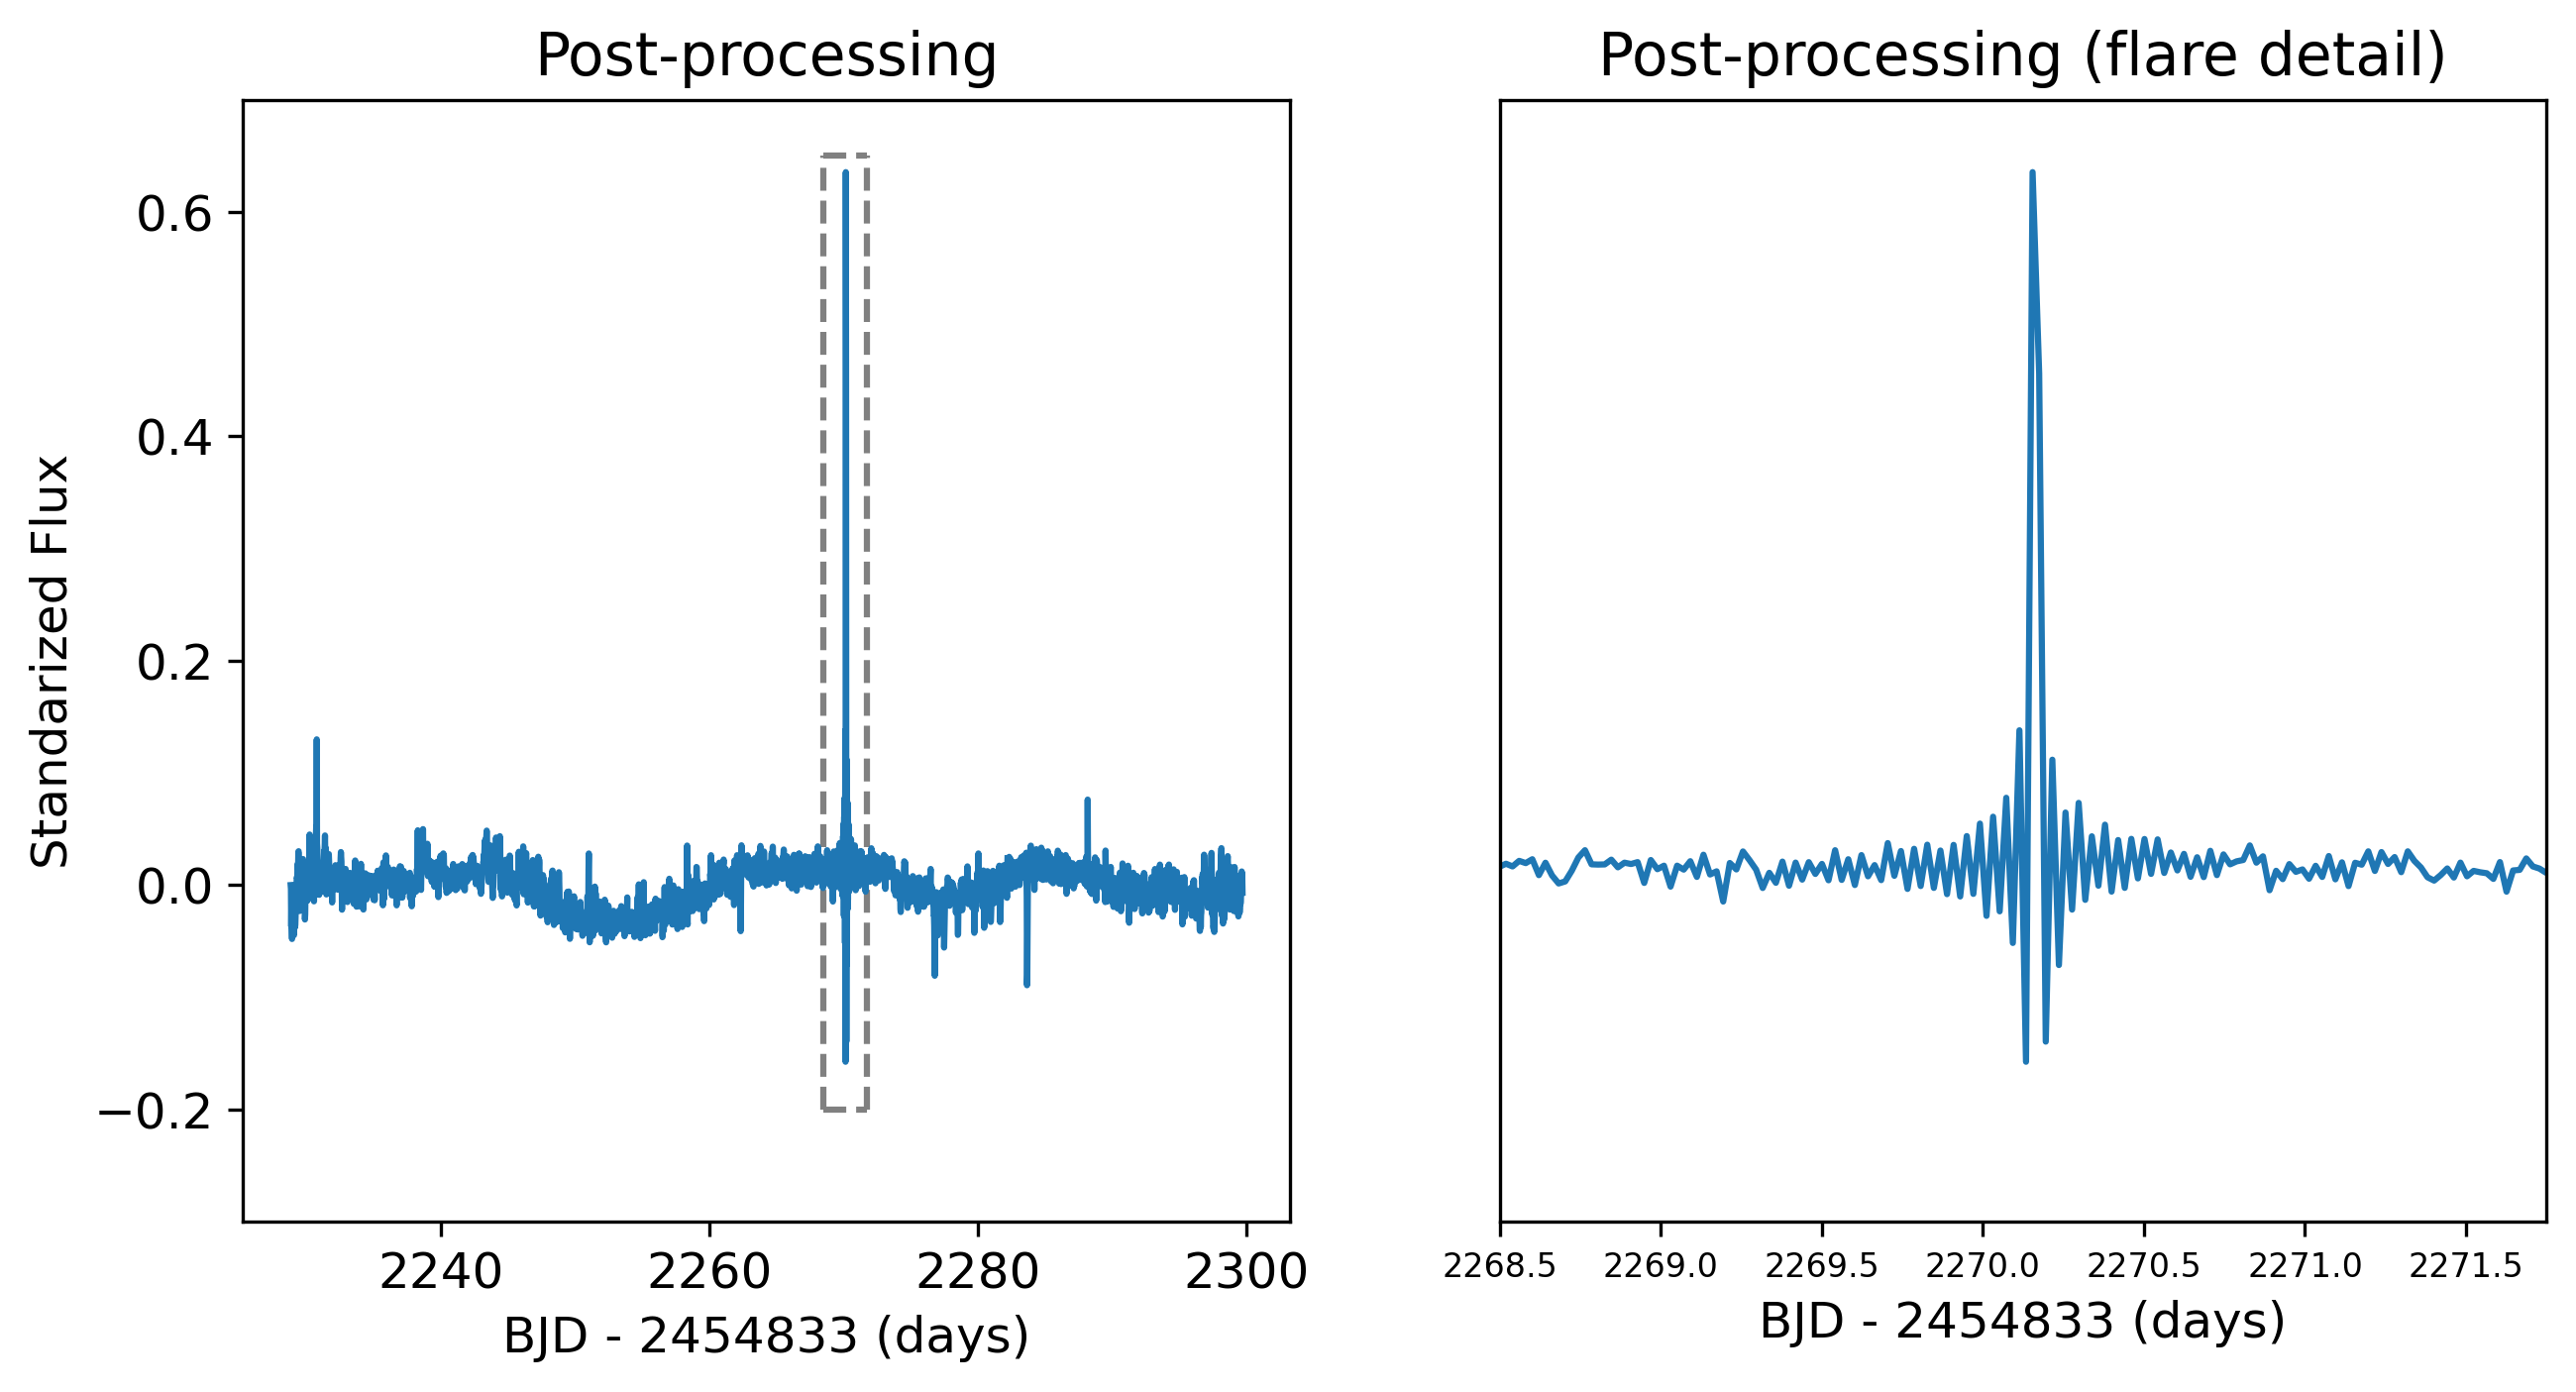 Post-processing
Post-processing (flare detail)
Standarized Flux
0.6
0.4
0.2
0.0
−0.2
2240 2260 2280 2300
BJD - 2454833 (days)
2268.5 2269.0 2269.5 2270.0 2270.5 2271.0 2271.5
BJD - 2454833 (days)